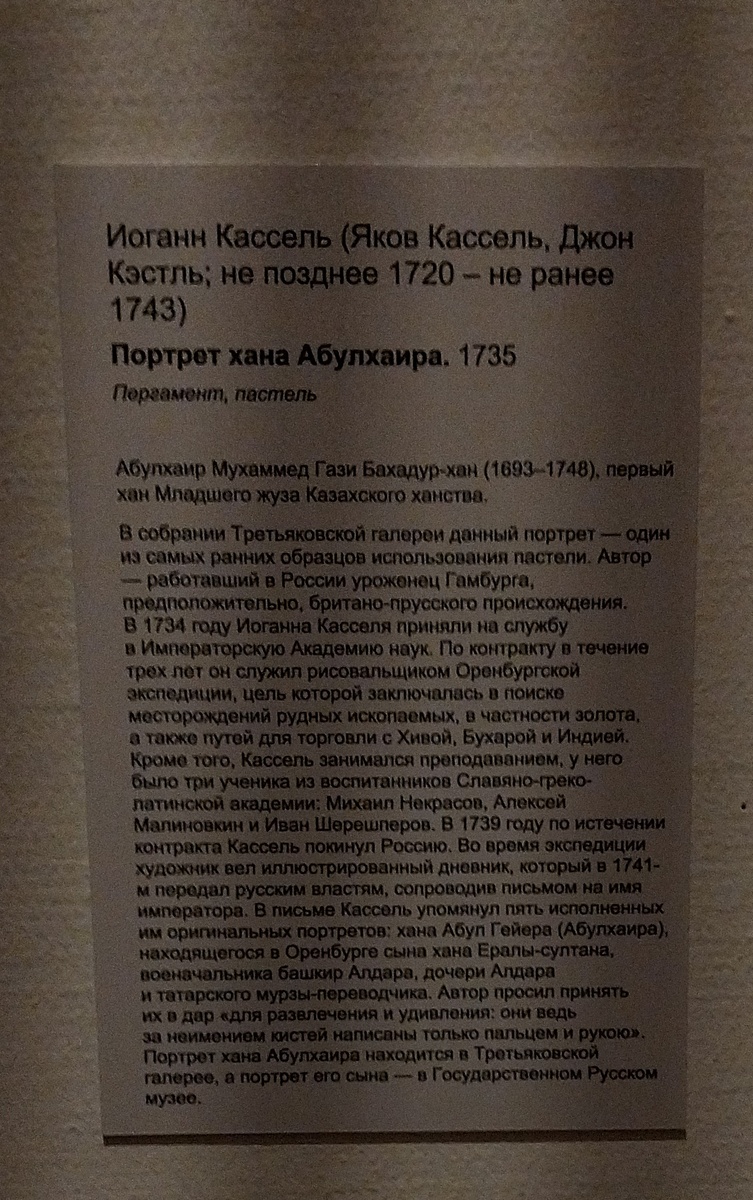 Иоганн Кассель (Яков Кассель, Джон
Кэстль; не позднее 1720 – не ранее
1743)
Портрет хана Абулхаира. 1735
Пергамент, пастель
Абулхаир Мухаммед Гази Бахадур-хан (1693–1748), первый
хан Младшего жуза Казахского ханства.
В собрании Третьяковской галереи данный портрет — один
из самых ранних образцов использования пастели. Автор
— работавший в России уроженец Гамбурга,
предположительно, британо-прусского происхождения.
В 1734 году Иоганна Касселя приняли на службу
в Императорскую Академию наук. По контракту в течение
трех лет он служил рисовальщиком Оренбургской
экспедиции, цель которой заключалась в поиске
месторождений рудных ископаемых, в частности золота,
а также путей для торговли с Хивой, Бухарой и Индией.
Кроме того, Кассель занимался преподаванием, у него
было три ученика из воспитанников Славяно-греко-
латинской академии: Михаил Некрасов, Алексей
Малиновкин и Иван Шерешперов. В 1739 году по истечении
контракта Кассель покинул Россию. Во время экспедиции
художник вел иллюстрированный дневник, который в 1741-
м передал русским властям, сопроводив письмом на имя
императора. В письме Кассель упомянул пять исполненных
им оригинальных портретов: хана Абул Гейера (Абулхаира),
находящегося в Оренбурге сына хана Ералы-султана,
военачальника башкир Алдара, дочери Алдара
и татарского мурзы-переводчика. Автор просил принять
их в дар «для развлечения и удивления: они ведь
за неимением кистей написаны только пальцем и рукою».
Портрет хана Абулхаира находится в Третьяковской
галерее, а портрет его сына — в Государственном Русском
музее.